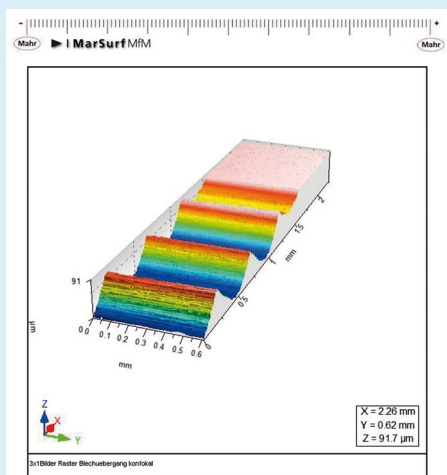 - +
Mahr MarSurf MfM Mahr
91
µm
0 0.1 0.2 0.3 0.4 0.5 0.6
mm
0 0.5 1 1.5 2
mm
Z
X
Y
X = 2.26 mm
Y = 0.62 mm
Z = 91.7 µm
3x1Bilder Raster Blechuebergang konfokal